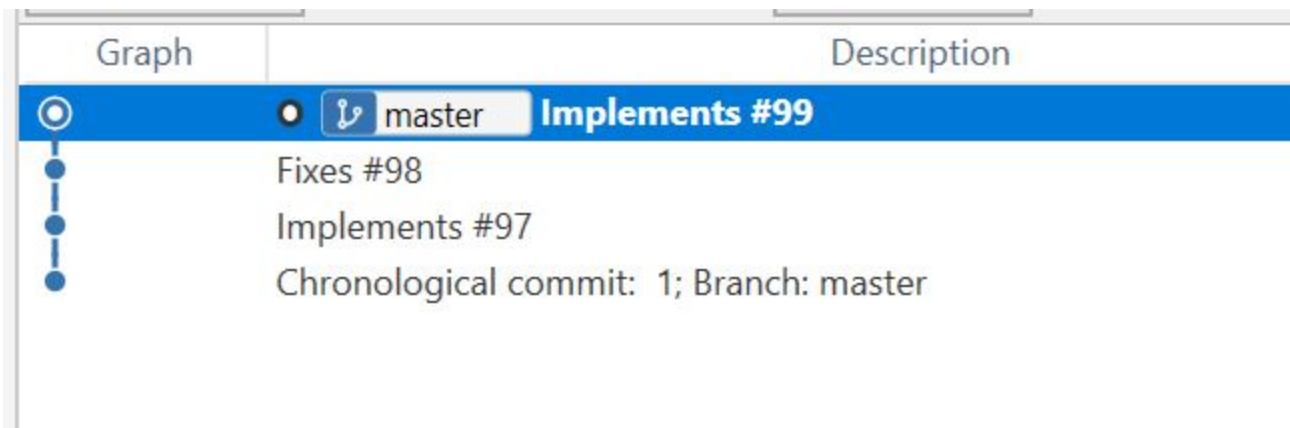 Graph Description
master Implements #99
Fixes #98
Implements #97
Chronological commit: 1; Branch: master